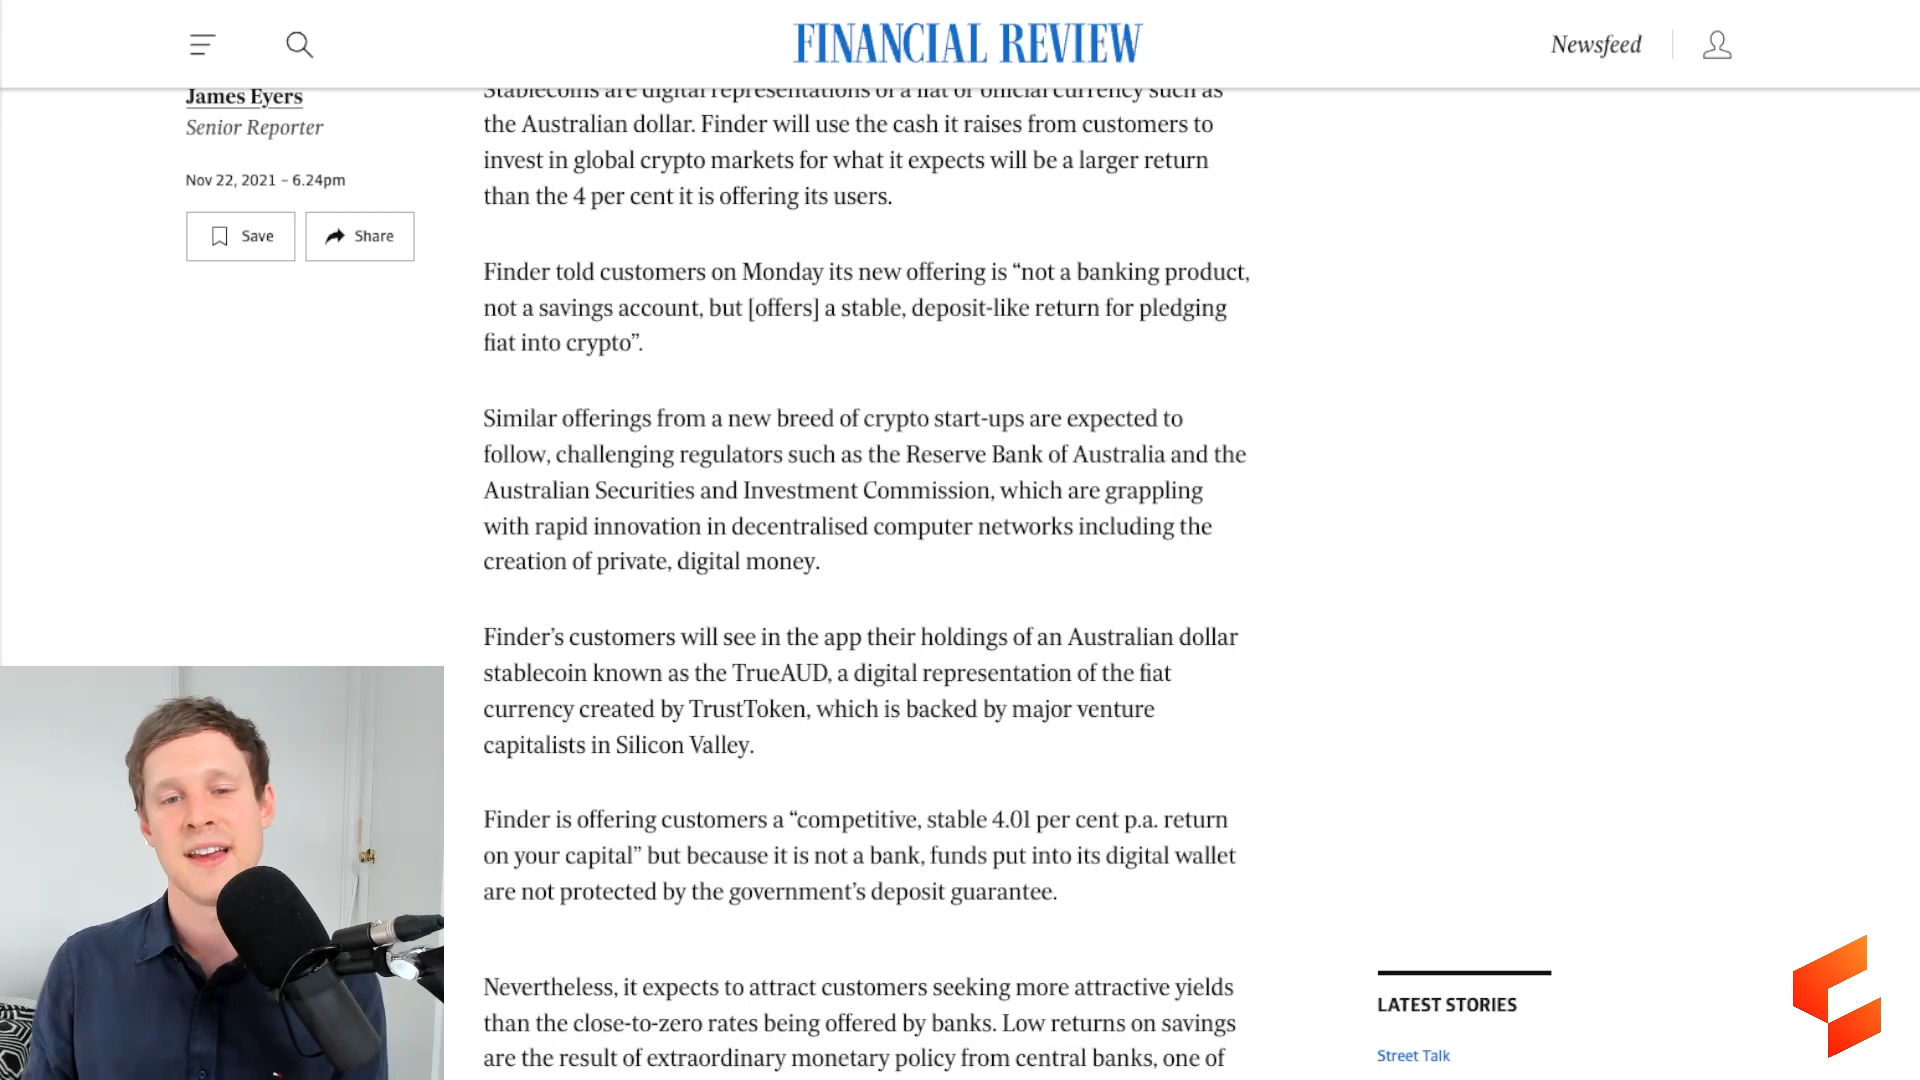 FINANCIAL REVIEW
Newsfeed
James Eyers
Senior Reporter
Nov 22, 2021 – 6.24pm
Save
Share
Stablecoins are digital representations of a fiat or official currency such as
the Australian dollar. Finder will use the cash it raises from customers to
invest in global crypto markets for what it expects will be a larger return
than the 4 per cent it is offering its users.
Finder told customers on Monday its new offering is “not a banking product,
not a savings account, but [offers] a stable, deposit-like return for pledging
fiat into crypto”.
Similar offerings from a new breed of crypto start-ups are expected to
follow, challenging regulators such as the Reserve Bank of Australia and the
Australian Securities and Investment Commission, which are grappling
with rapid innovation in decentralised computer networks including the
creation of private, digital money.
Finder’s customers will see in the app their holdings of an Australian dollar
stablecoin known as the TrueAUD, a digital representation of the fiat
currency created by TrustToken, which is backed by major venture
capitalists in Silicon Valley.
Finder is offering customers a “competitive, stable 4.01 per cent p.a. return
on your capital” but because it is not a bank, funds put into its digital wallet
are not protected by the government’s deposit guarantee.
Nevertheless, it expects to attract customers seeking more attractive yields
than the close-to-zero rates being offered by banks. Low returns on savings
are the result of extraordinary monetary policy from central banks, one of
LATEST STORIES
Street Talk